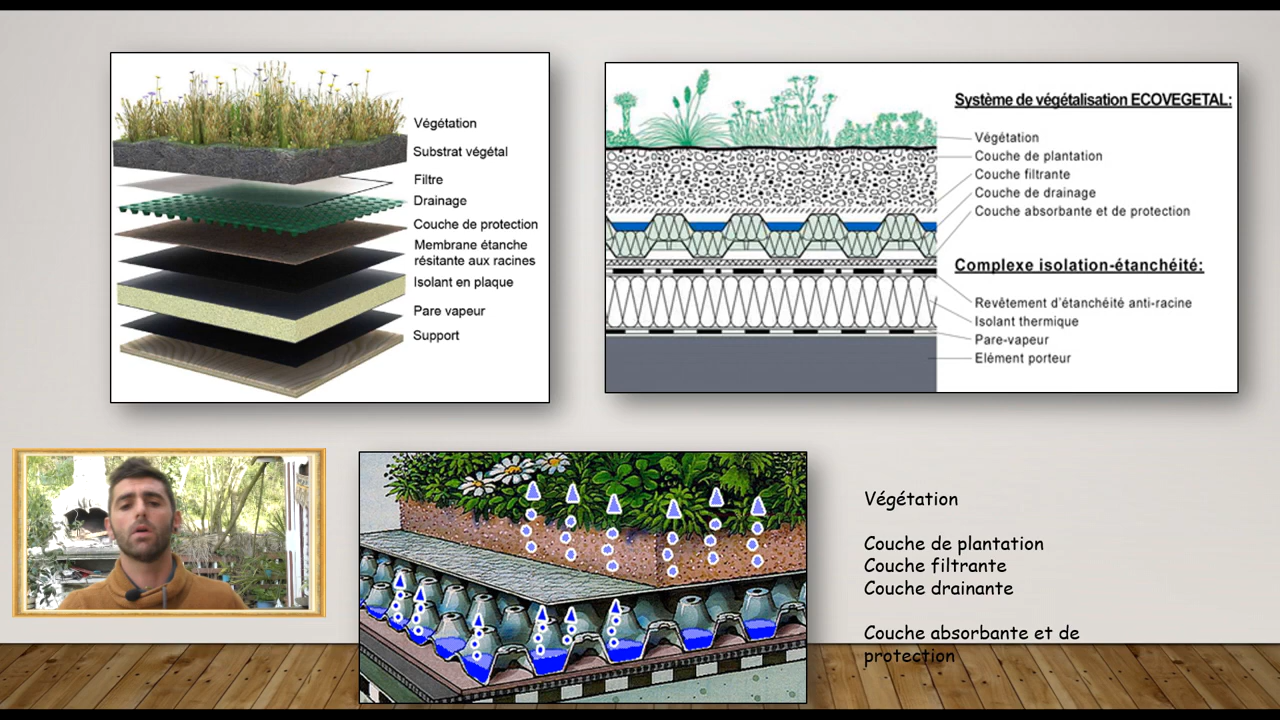 Végétation
Substrat végétal
Filtre
Drainage
Couche de protection
Membrane étanche
résitante aux racines
Isolant en plaque
Pare vapeur
Support
Système de végétalisation ECOVEGETAL:
Végétation
Couche de plantation
Couche filtrante
Couche de drainage
Couche absorbante et de protection
Complexe isolation-étanchéité:
Revêtement d'étanchéité anti-racine
Isolant thermique
Pare-vapeur
Elément porteur
Végétation
Couche de plantation
Couche filtrante
Couche drainante
Couche absorbante et de
protection